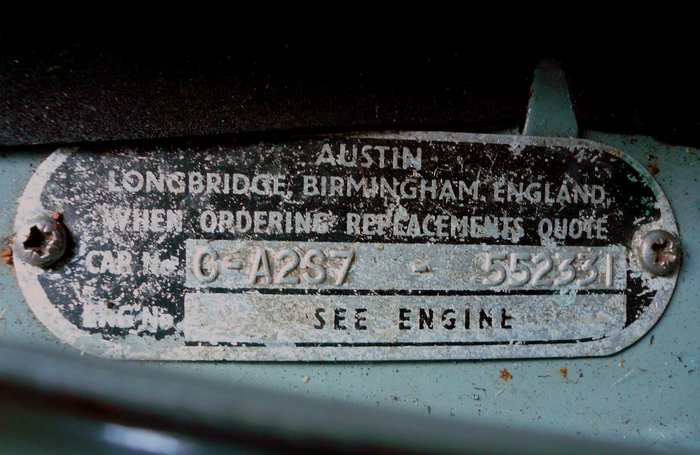 AUSTIN
LONGBRIDGE, BIRMINGHAM, ENGLAND,
WHEN ORDERING REPLACEMENTS QUOTE
CAR No G-A2S7 - 552331
ENG. No SEE ENGINE